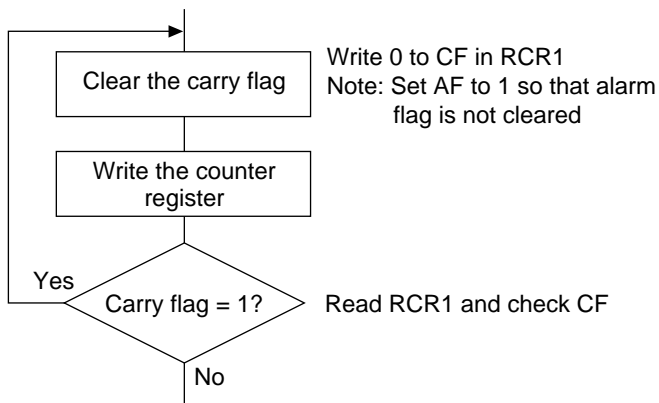 Clear the carry flag
Write 0 to CF in RCR1
Note: Set AF to 1 so that alarm
flag is not cleared
Write the counter
register
Yes
Carry flag = 1?
Read RCR1 and check CF
No